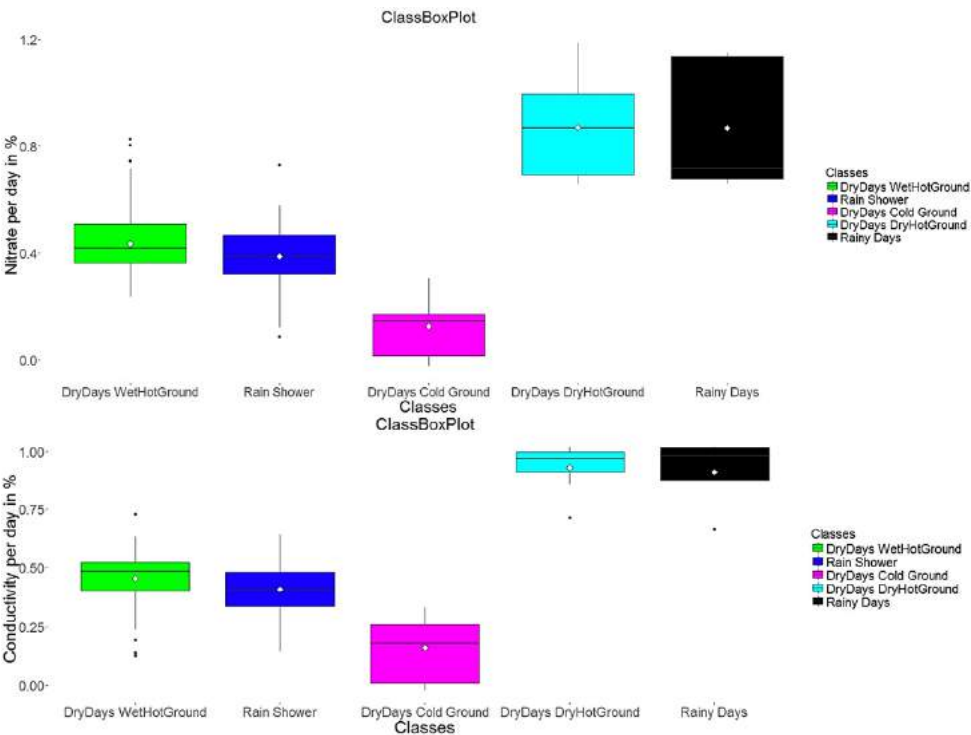 ClassBoxPlot
Nitrate per day in %
1.2
0.8
0.4
0.0
DryDays WetHotGround
Rain Shower
DryDays Cold Ground
DryDays DryHotGround
Rainy Days
Classes
Classes
DryDays WetHotGround
Rain Shower
DryDays Cold Ground
DryDays DryHotGround
Rainy Days
ClassBoxPlot
Conductivity per day in %
1.00
0.75
0.50
0.25
0.00
DryDays WetHotGround
Rain Shower
DryDays Cold Ground
DryDays DryHotGround
Rainy Days
Classes
Classes
DryDays WetHotGround
Rain Shower
DryDays Cold Ground
DryDays DryHotGround
Rainy Days